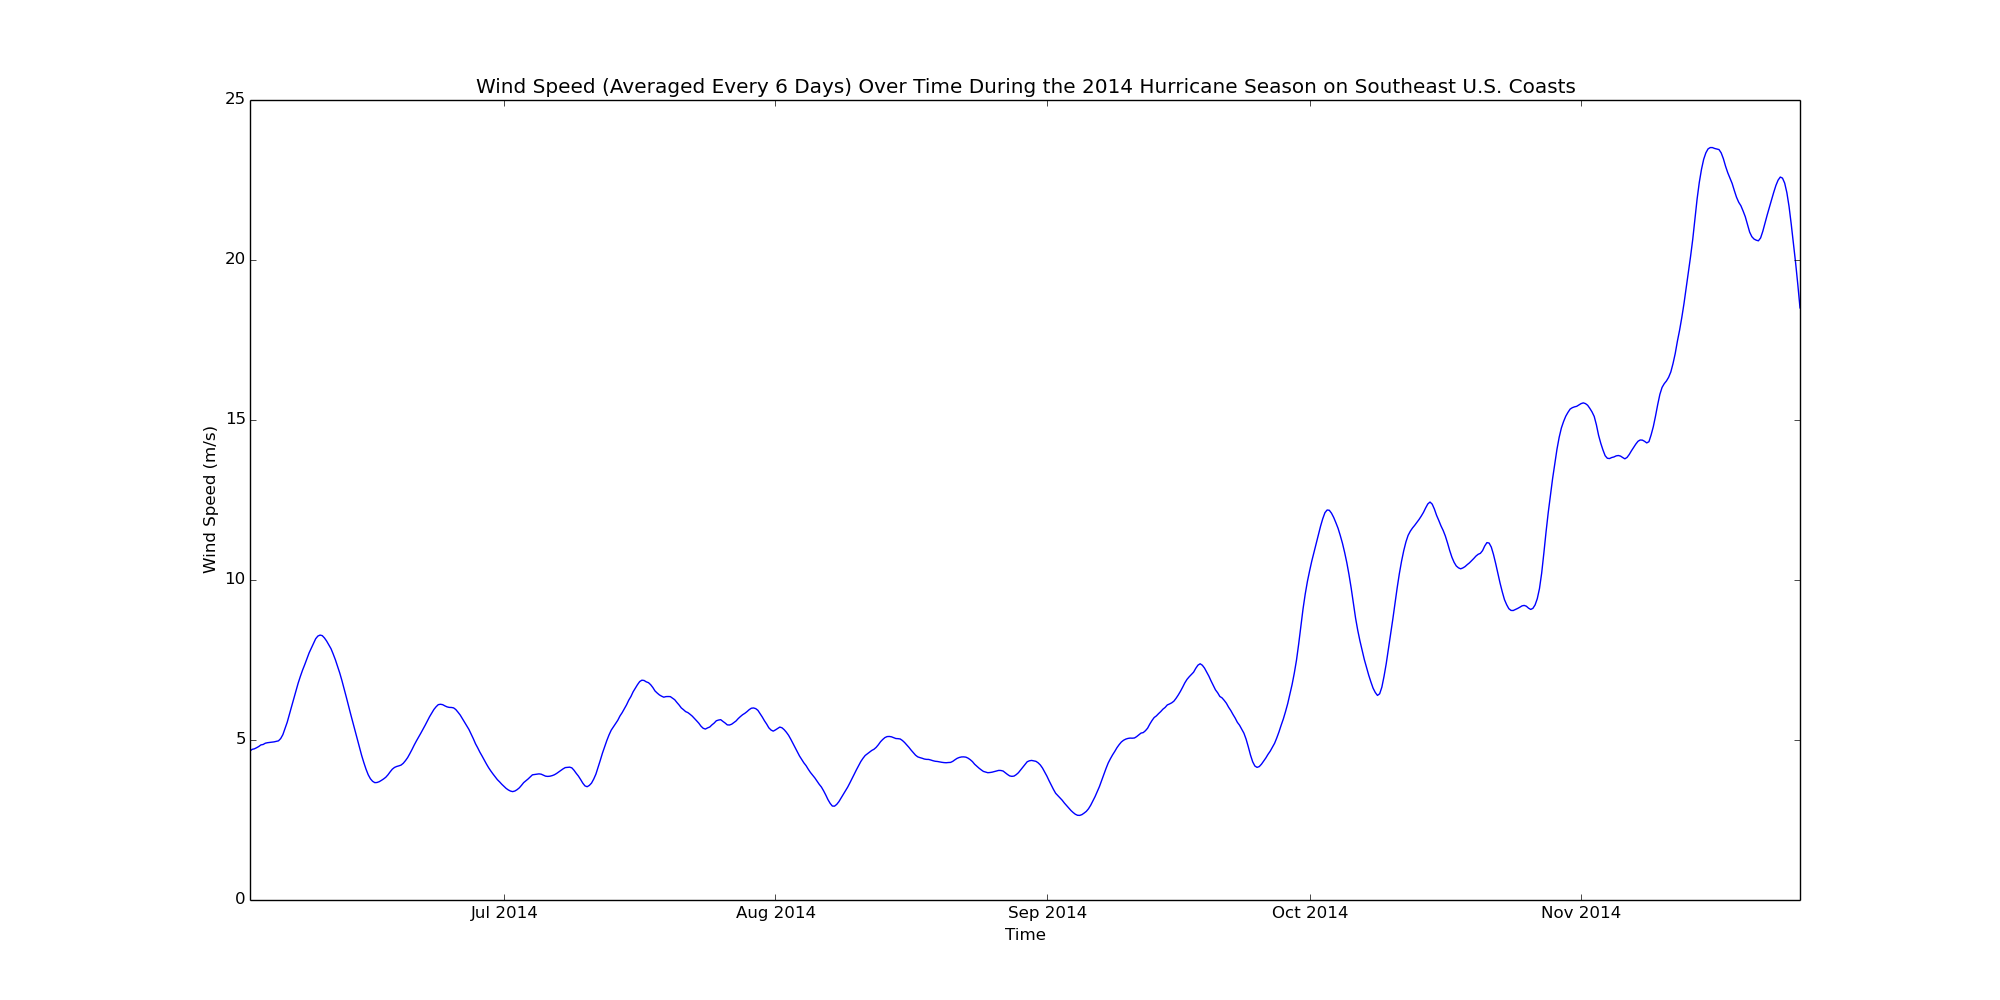 Wind Speed (Averaged Every 6 Days) Over Time During the 2014 Hurricane Season on Southeast U.S. Coasts
25
20
15
10
5
0
Wind Speed (m/s)
Jul 2014
Aug 2014
Sep 2014
Oct 2014
Nov 2014
Time